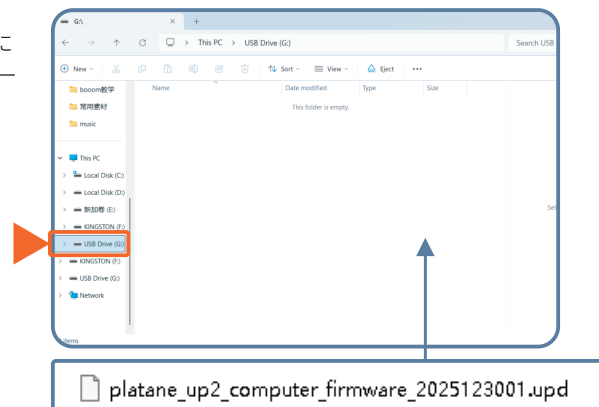 に
ー
G:\
This PC > USB Drive (G:)
Search USB
New
Sort
View
Eject
booom教学
常用素材
music
Name
Date modified
Type
Size
This folder is empty.
This PC
Local Disk (C:)
Local Disk (D:)
新加卷 (E:)
KINGSTON (F:)
USB Drive (G:)
KINGSTON (F:)
USB Drive (G:)
Network
items
platane_up2_computer_firmware_2025123001.upd